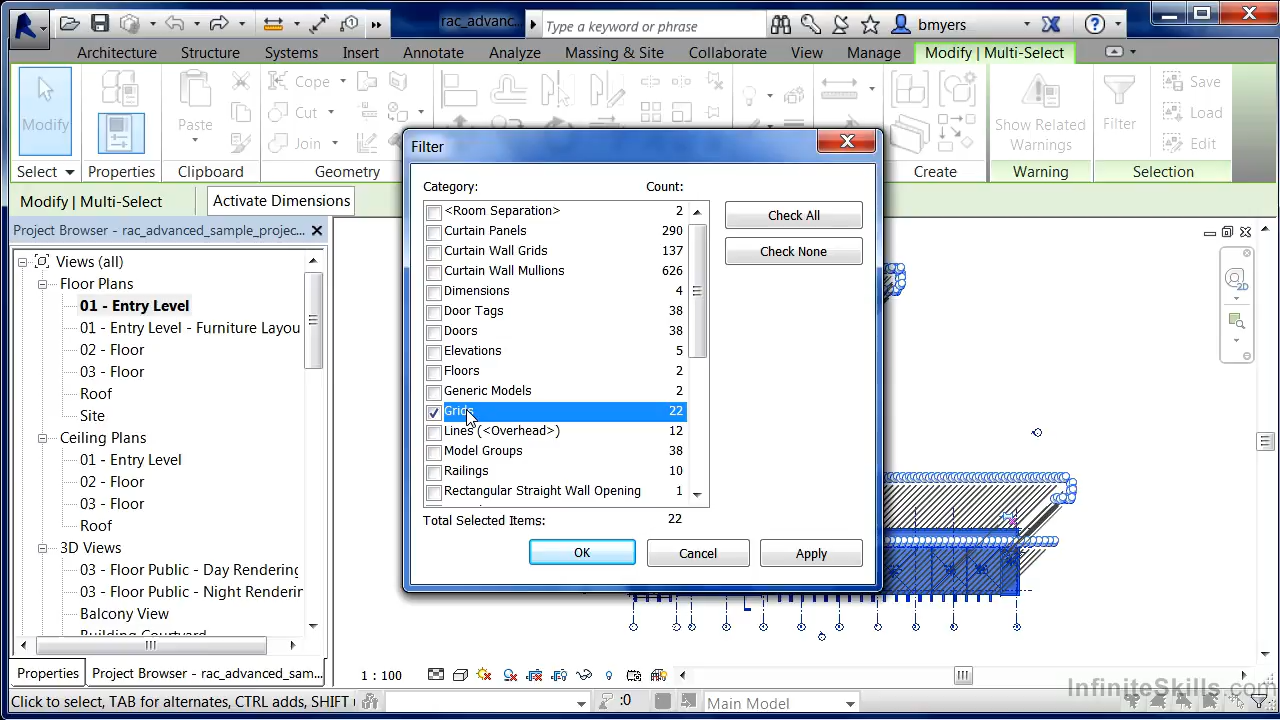 rac_advanc...
Type a keyword or phrase
bmyers
Architecture Structure Systems Insert Annotate Analyze Massing & Site Collaborate View Manage Modify | Multi-Select
Modify
Paste
Cope
Cut
Join
Show Related
Warnings
Filter
Save
Load
Edit
Select Properties Clipboard Geometry Create Warning Selection
Modify | Multi-Select Activate Dimensions
Project Browser - rac_advanced_sample_projec...
Views (all)
Floor Plans
01 - Entry Level
01 - Entry Level - Furniture Layou
02 - Floor
03 - Floor
Roof
Site
Ceiling Plans
01 - Entry Level
02 - Floor
03 - Floor
Roof
3D Views
03 - Floor Public - Day Rendering
03 - Floor Public - Night Renderin
Balcony View
Building Courtyard
Properties Project Browser - rac_advanced_sam...
Filter
Category: Count:
<Room Separation> 2
Curtain Panels 290
Curtain Wall Grids 137
Curtain Wall Mullions 626
Dimensions 4
Door Tags 38
Doors 38
Elevations 5
Floors 2
Generic Models 2
Grids 22
Lines (<Overhead>) 12
Model Groups 38
Railings 10
Rectangular Straight Wall Opening 1
Total Selected Items: 22
Check All
Check None
OK Cancel Apply
2D
1 : 100
Click to select, TAB for alternates, CTRL adds, SHIFT u
:0
Main Model
InfiniteSkills.com